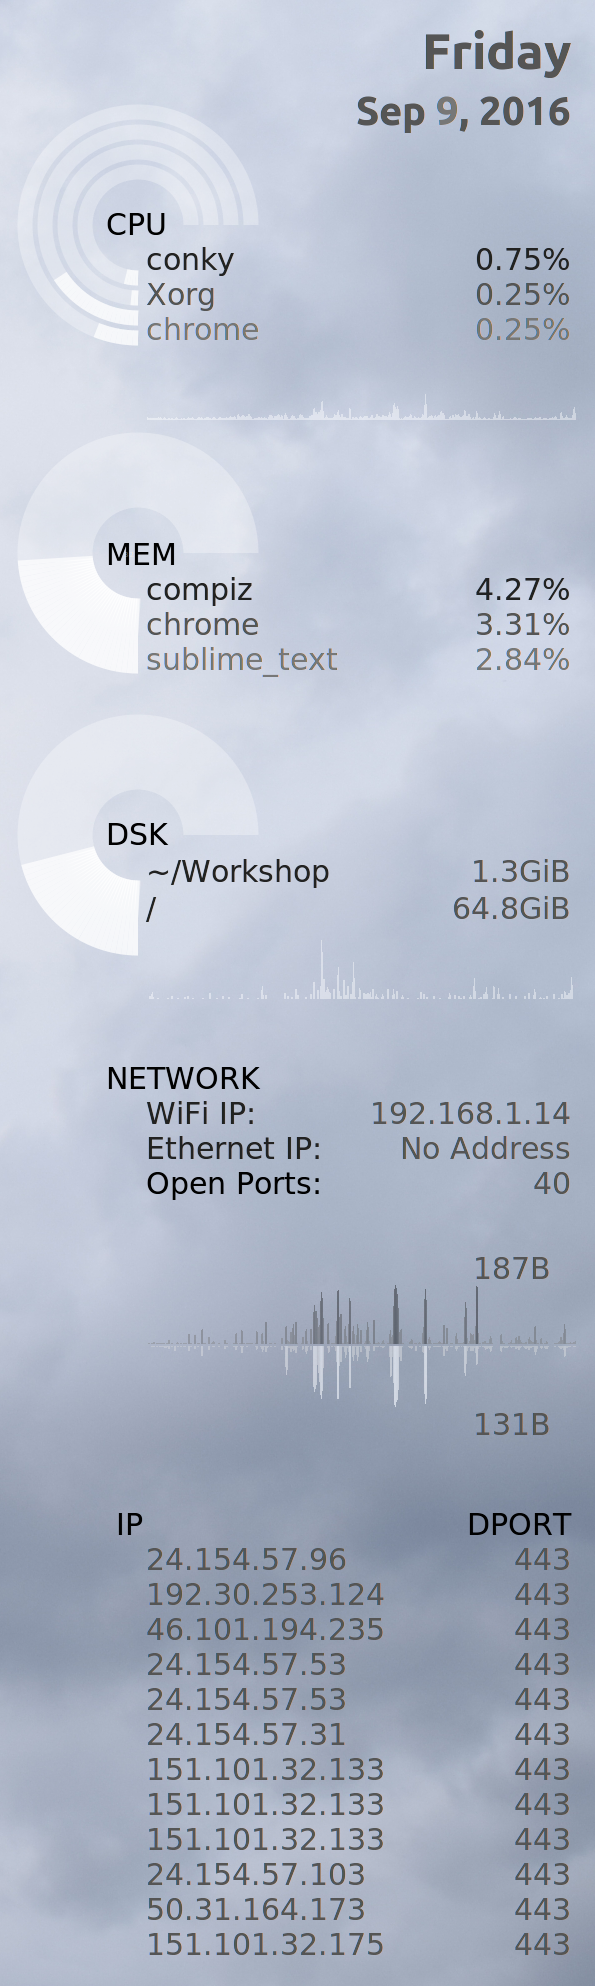 Friday
Sep 9, 2016
CPU
conky 0.75%
Xorg 0.25%
chrome 0.25%
MEM
compiz 4.27%
chrome 3.31%
sublime_text 2.84%
DSK
~/Workshop 1.3GiB
/ 64.8GiB
NETWORK
WiFi IP: 192.168.1.14
Ethernet IP: No Address
Open Ports: 40
187B
131B
IP DPORT
24.154.57.96 443
192.30.253.124 443
46.101.194.235 443
24.154.57.53 443
24.154.57.53 443
24.154.57.31 443
151.101.32.133 443
151.101.32.133 443
151.101.32.133 443
24.154.57.103 443
50.31.164.173 443
151.101.32.175 443